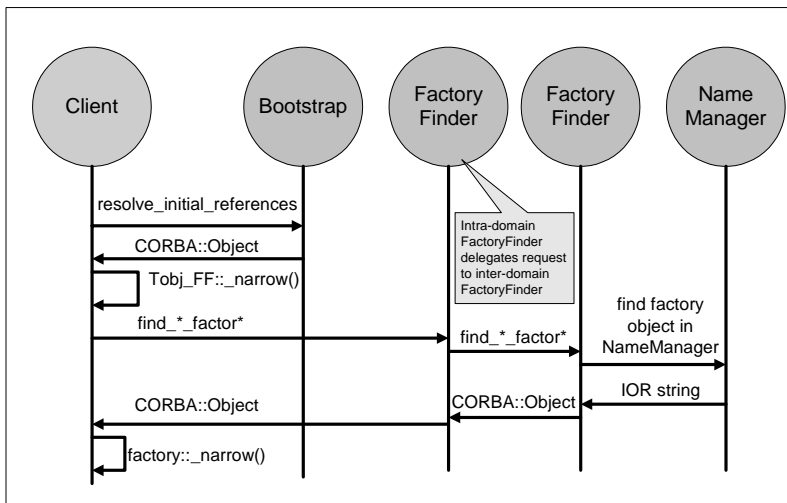 Client
Bootstrap
Factory
Finder
Factory
Finder
Name
Manager
resolve_initial_references
CORBA::Object
Tobj_FF::_narrow()
Intra-domain
FactoryFinder
delegates request
to inter-domain
FactoryFinder
find_*_factor*
find_*_factor*
find factory
object in
NameManager
IOR string
CORBA::Object
CORBA::Object
factory::_narrow()